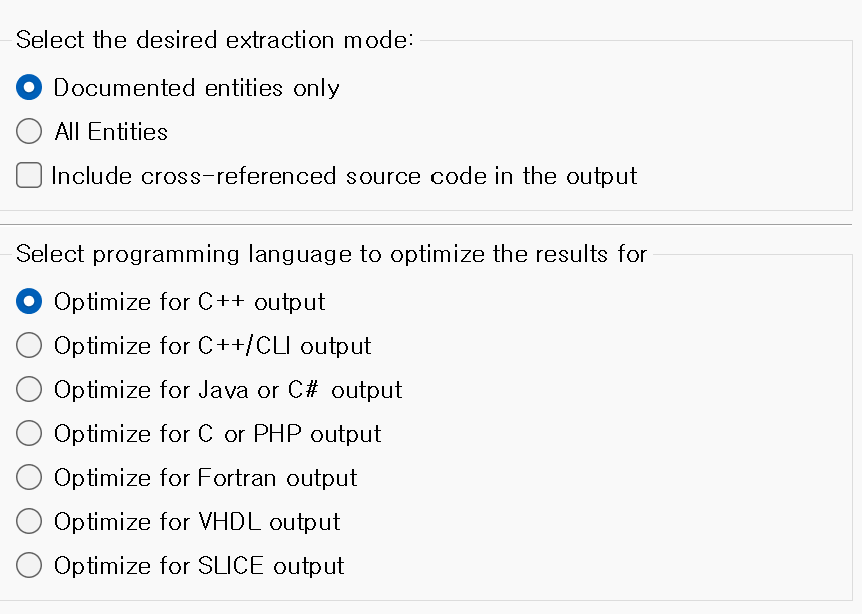 Select the desired extraction mode:
Documented entities only
All Entities
Include cross-referenced source code in the output
Select programming language to optimize the results for
Optimize for C++ output
Optimize for C++/CLI output
Optimize for Java or C# output
Optimize for C or PHP output
Optimize for Fortran output
Optimize for VHDL output
Optimize for SLICE output